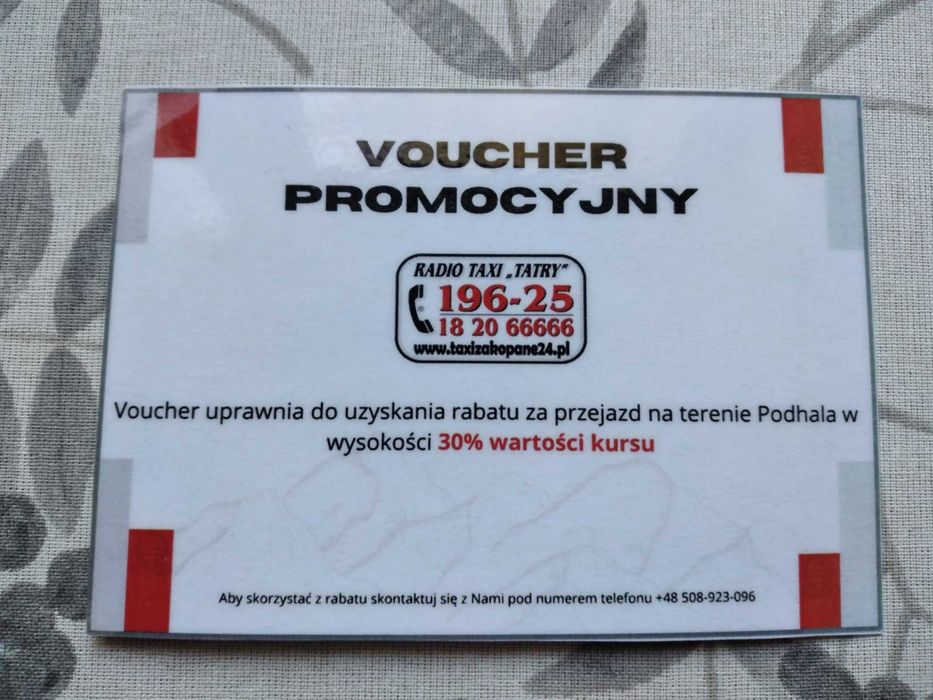 VOUCHER
PROMOCYJNY
RADIO TAXI „TATRY”
196-25
18 20 66666
www.taxizakopane24.pl
Voucher uprawnia do uzyskania rabatu za przejazd na terenie Podhala w
wysokości 30% wartości kursu
Aby skorzystać z rabatu skontaktuj się z Nami pod numerem telefonu +48 508-923-096